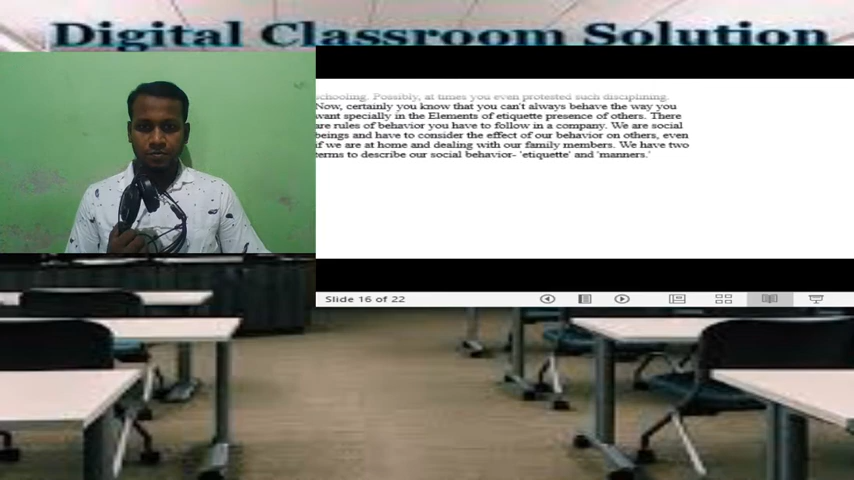 Digital Classroom Solution
schooling. Possibly, at times you even protested such disciplining.
Now, certainly you know that you can't always behave the way you
want specially in the Elements of etiquette presence of others. There
are rules of behavior you have to follow in a company. We are social
beings and have to consider the effect of our behavior on others, even
if we are at home and dealing with our family members. We have two
terms to describe our social behavior- 'etiquette' and 'manners.'
Slide 16 of 22